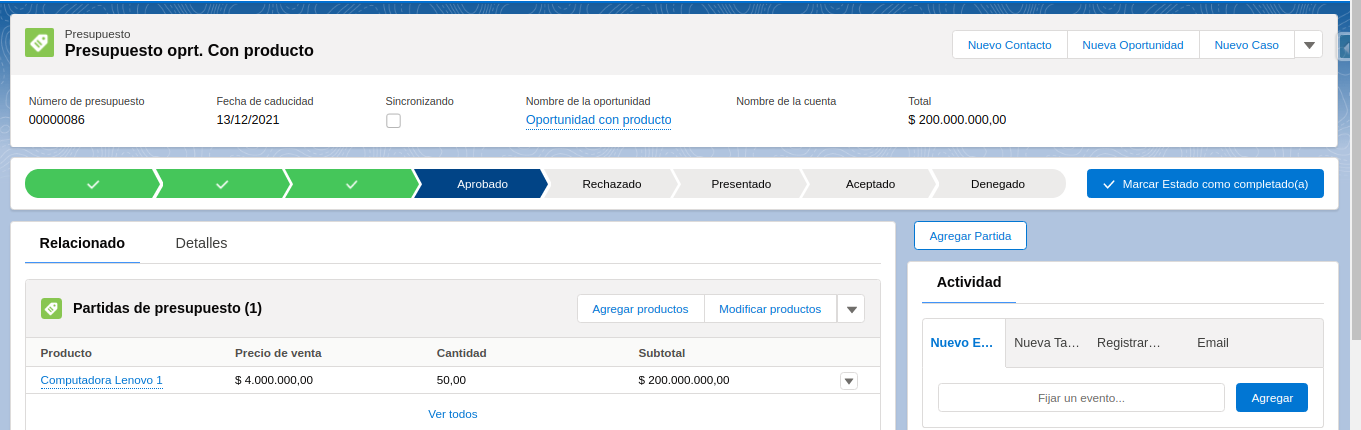 Presupuesto
Presupuesto oprt. Con producto
Nuevo Contacto
Nueva Oportunidad
Nuevo Caso
Número de presupuesto
Fecha de caducidad
Sincronizando
Nombre de la oportunidad
Nombre de la cuenta
Total
00000086
13/12/2021
Oportunidad con producto
$ 200.000.000,00
Aprobado
Rechazado
Presentado
Aceptado
Denegado
Marcar Estado como completado(a)
Relacionado
Detalles
Agregar Partida
Partidas de presupuesto (1)
Agregar productos
Modificar productos
Producto
Precio de venta
Cantidad
Subtotal
Computadora Lenovo 1
$ 4.000.000,00
50,00
$ 200.000.000,00
Ver todos
Actividad
Nuevo E...
Nueva Ta...
Registrar...
Email
Fijar un evento...
Agregar